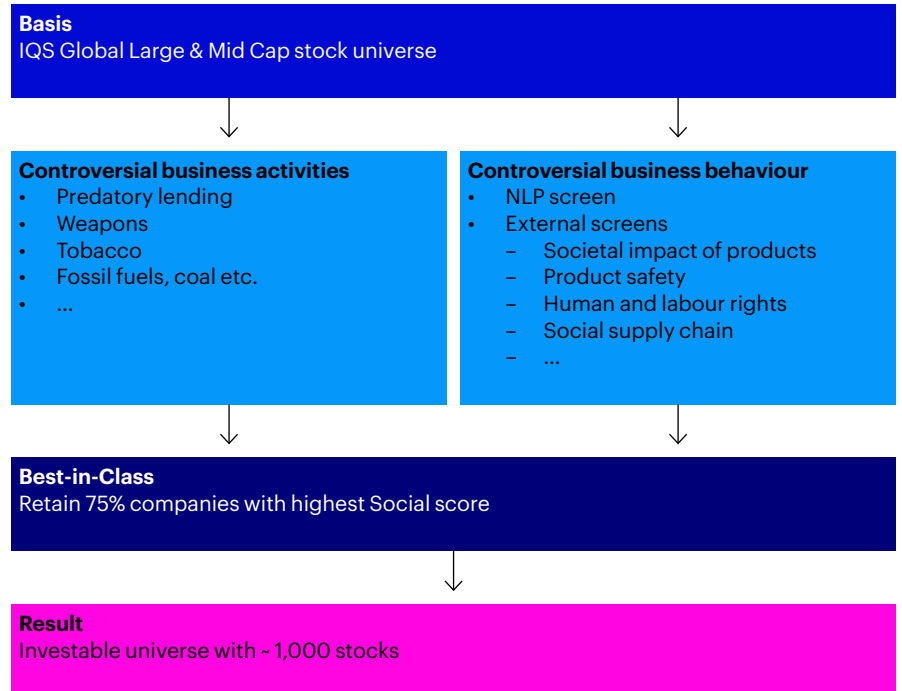 Basis
IQS Global Large & Mid Cap stock universe
Controversial business activities
• Predatory lending
• Weapons
• Tobacco
• Fossil fuels, coal etc.
• ...
Controversial business behaviour
• NLP screen
• External screens
– Societal impact of products
– Product safety
– Human and labour rights
– Social supply chain
– ...
Best-in-Class
Retain 75% companies with highest Social score
Result
Investable universe with ~ 1,000 stocks